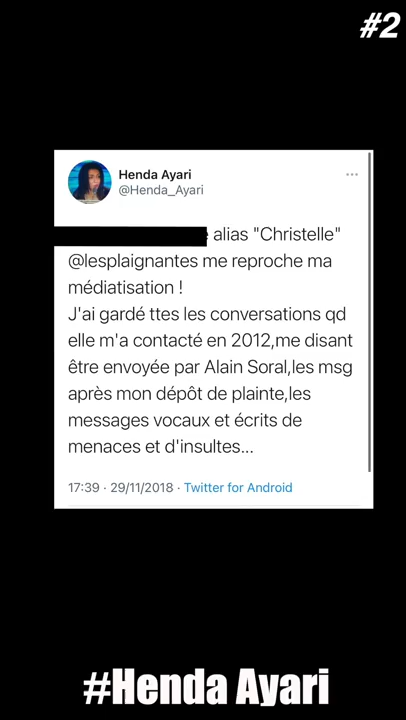 #2
Henda Ayari
@Henda_Ayari
alias "Christelle"
@lesplaignantes me reproche ma
médiatisation !
J'ai gardé ttes les conversations qd
elle m'a contacté en 2012,me disant
être envoyée par Alain Soral,les msg
après mon dépôt de plainte,les
messages vocaux et écrits de
menaces et d'insultes...
17:39 · 29/11/2018 · Twitter for Android
#Henda Ayari